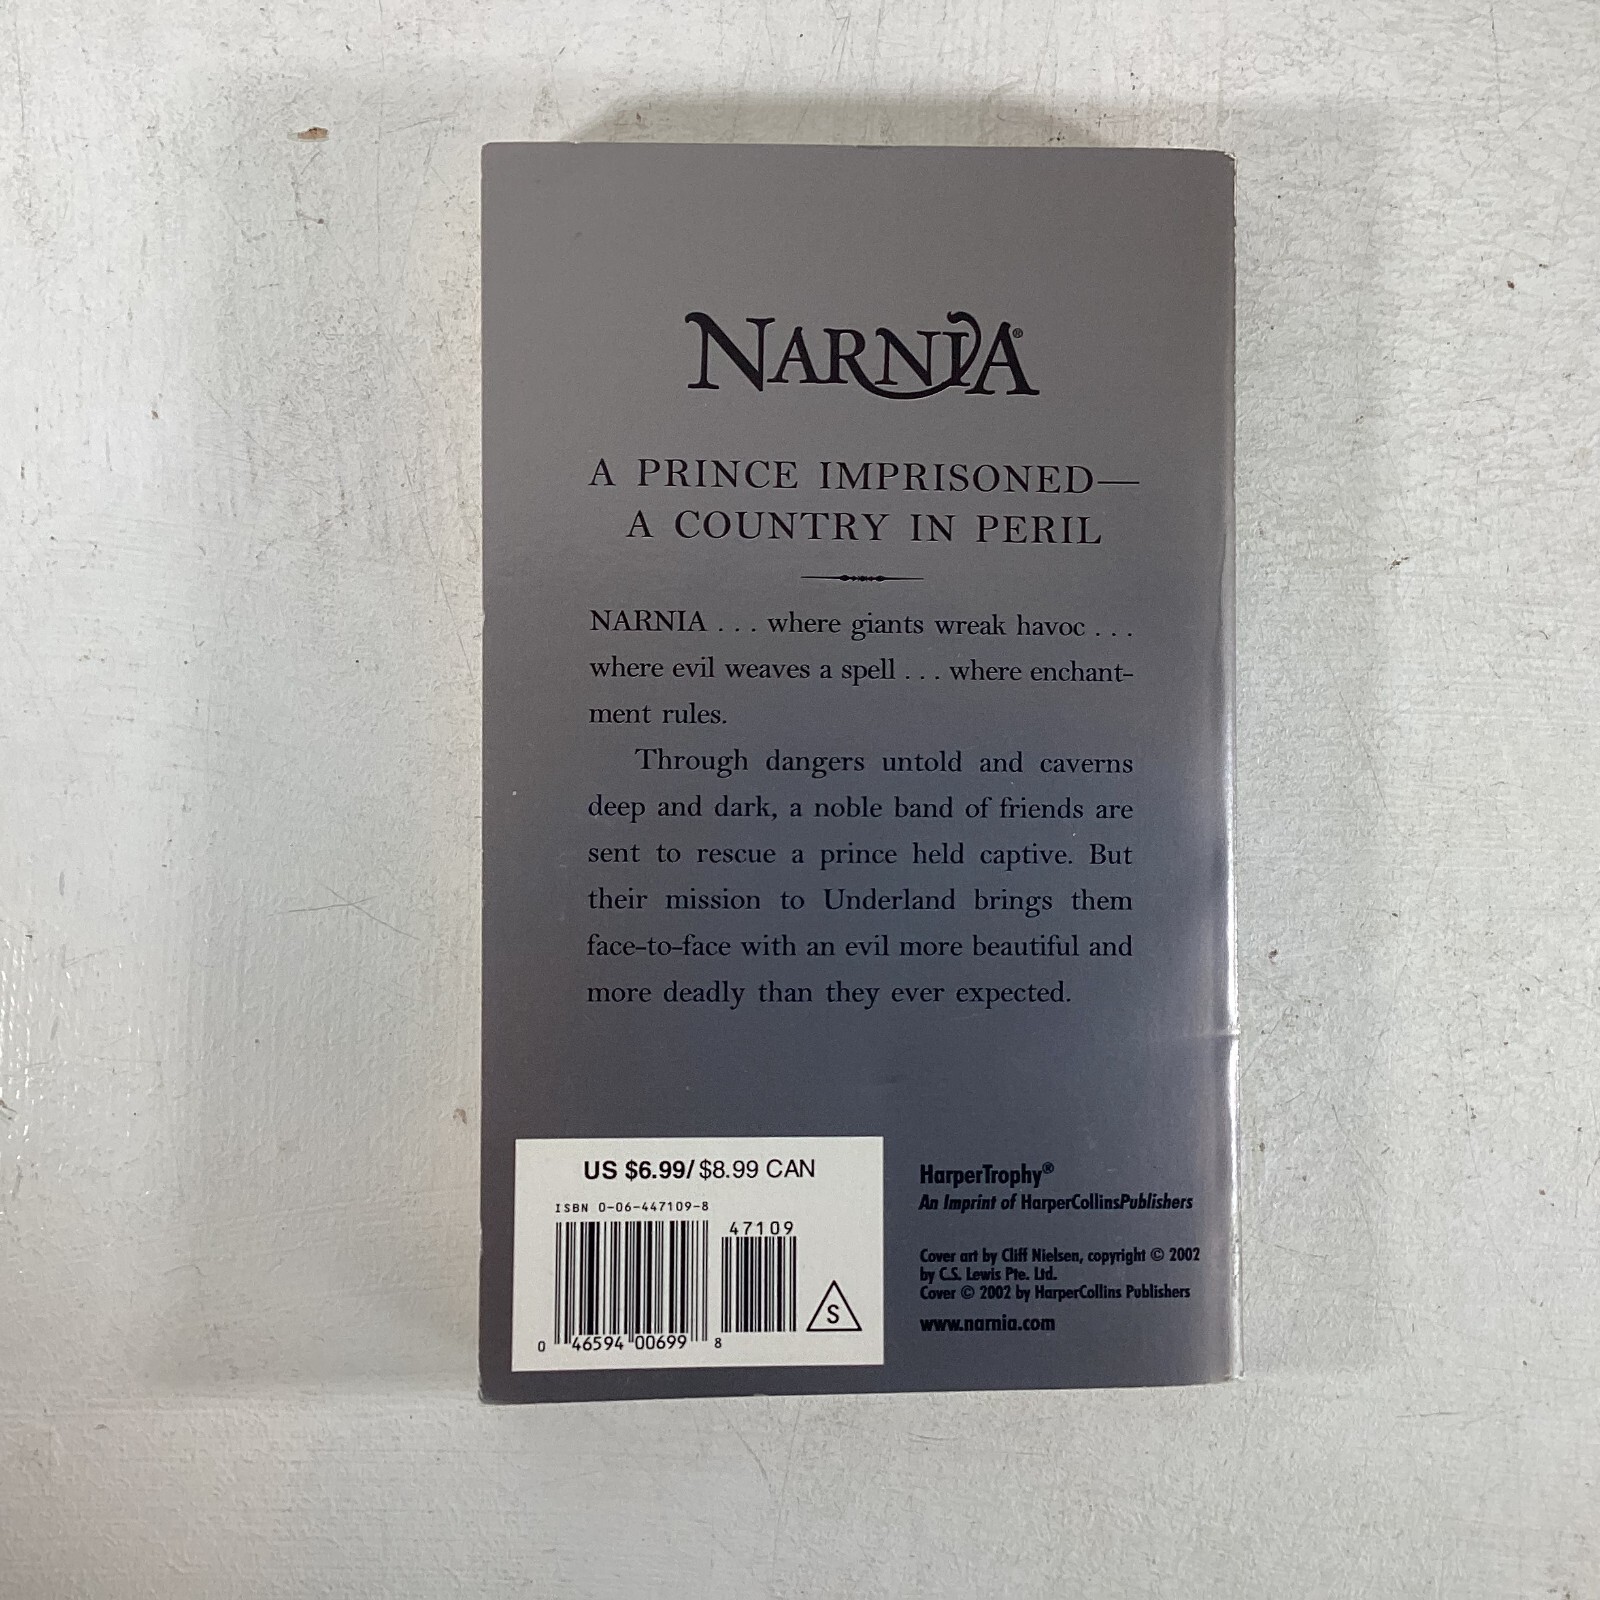 NARNIA®
A PRINCE IMPRISONED—
A COUNTRY IN PERIL
NARNIA . . . where giants wreak havoc . . .
where evil weaves a spell . . . where enchant-
ment rules.
Through dangers untold and caverns
deep and dark, a noble band of friends are
sent to rescue a prince held captive. But
their mission to Underland brings them
face-to-face with an evil more beautiful and
more deadly than they ever expected.
US $6.99/ $8.99 CAN
ISBN 0-06-447109-8
47109
S
0 46594 00699 8
HarperTrophy®
An Imprint of HarperCollinsPublishers
Cover art by Cliff Nielsen, copyright © 2002
by C.S. Lewis Pte. Ltd.
Cover © 2002 by HarperCollins Publishers
www.narnia.com